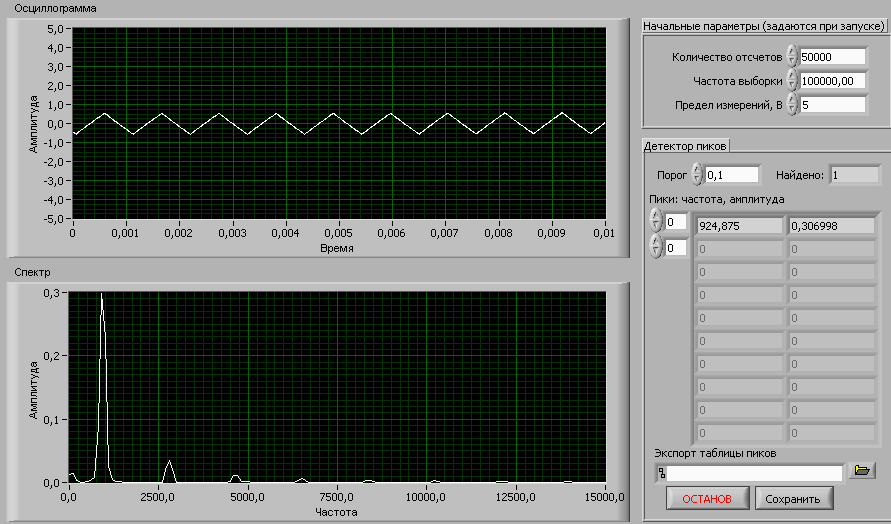 Осциллограмма
5,0
4,0
3,0
2,0
1,0
0,0
-1,0
-2,0
-3,0
-4,0
-5,0
Амплитуда
0 0,001 0,002 0,003 0,004 0,005 0,006 0,007 0,008 0,009 0,01
Время
Спектр
0,3
0,2
0,1
0,0
Амплитуда
0,0 2500,0 5000,0 7500,0 10000,0 12500,0 15000,0
Частота
Начальные параметры (задаются при запуске)
Количество отсчетов 50000
Частота выборки 100000,00
Предел измерений, В 5
Детектор пиков
Порог 0,1 Найдено: 1
Пики: частота, амплитуда
0 924,875 0,306998
0 0 0
0 0
0 0
0 0
0 0
0 0
0 0
0 0
0 0
Экспорт таблицы пиков
ОСТАНОВ Сохранить